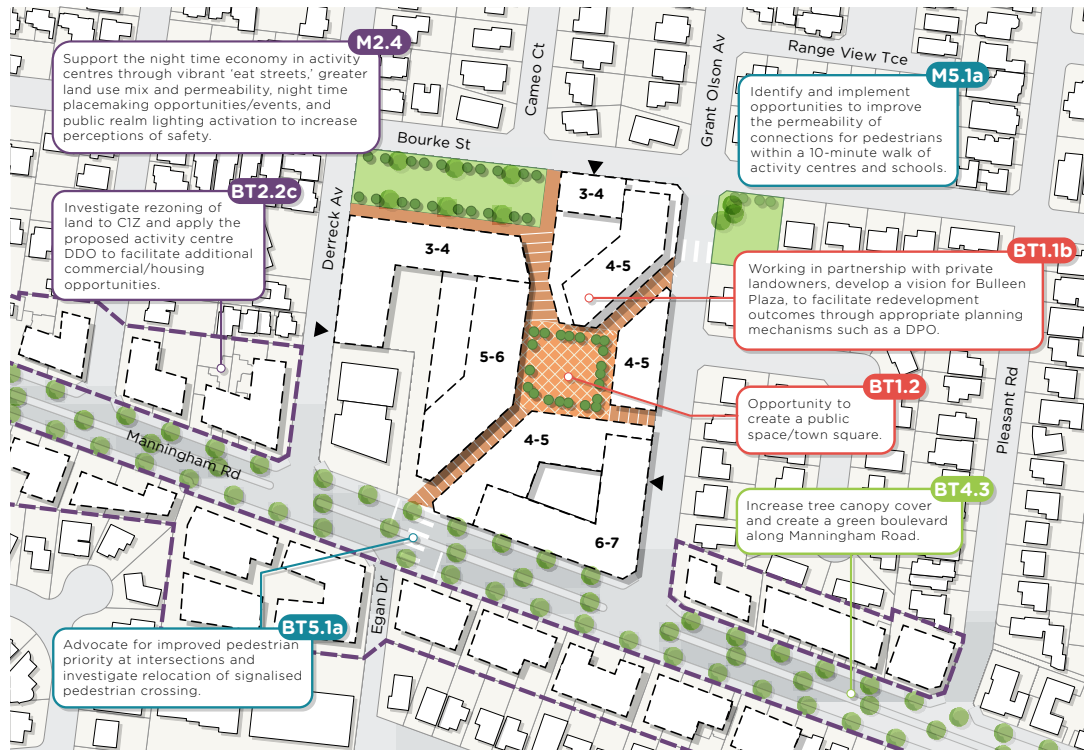 M2.4
Support the night time economy in activity
centres through vibrant ‘eat streets,’ greater
land use mix and permeability, night time
placemaking opportunities/events, and
public realm lighting activation to increase
perceptions of safety.
Cameo Ct
Grant Olson Av
Range View Tce
M5.1a
Identify and implement
opportunities to improve
the permeability of
connections for pedestrians
within a 10-minute walk of
activity centres and schools.
Bourke St
BT2.2c
Investigate rezoning of
land to C1Z and apply the
proposed activity centre
DDO to facilitate additional
commercial/housing
opportunities.
Derreck Av
3-4
3-4
4-5
BT1.1b
Working in partnership with private
landowners, develop a vision for Bulleen
Plaza, to facilitate redevelopment
outcomes through appropriate planning
mechanisms such as a DPO.
5-6
4-5
BT1.2
Opportunity to
create a public
space/town square.
Pleasant Rd
4-5
Manningham Rd
BT4.3
Increase tree canopy cover
and create a green boulevard
along Manningham Road.
6-7
Egan Dr
BT5.1a
Advocate for improved pedestrian
priority at intersections and
investigate relocation of signalised
pedestrian crossing.